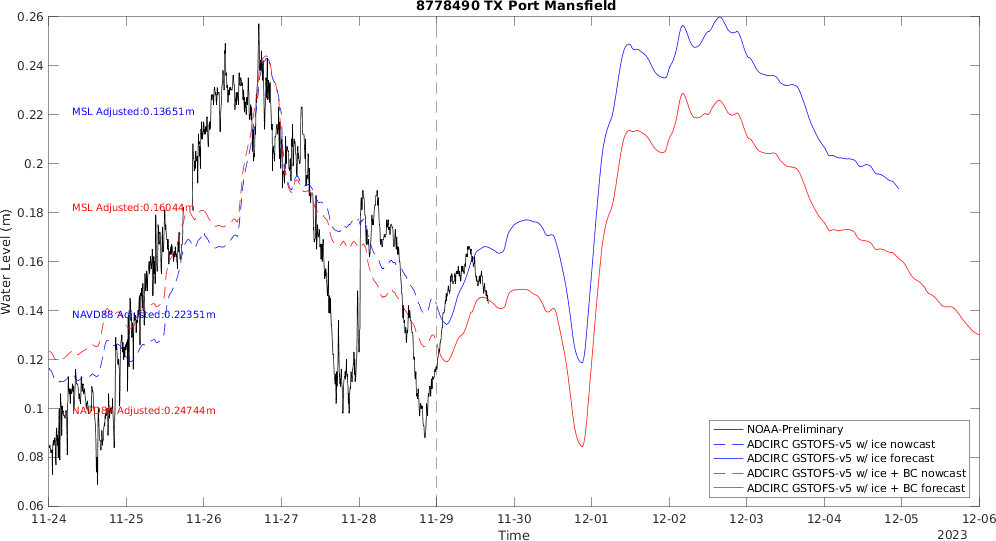 8778490 TX Port Mansfield
0.26
0.24
0.22
0.2
0.18
0.16
0.14
0.12
0.1
0.08
0.06
Water Level (m)
MSL Adjusted:0.13651m
MSL Adjusted:0.16044m
NAVD88 Adjusted:0.22351m
NAVD88 Adjusted:0.24744m
NOAA-Preliminary
ADCIRC GSTOFS-v5 w/ ice nowcast
ADCIRC GSTOFS-v5 w/ ice forecast
ADCIRC GSTOFS-v5 w/ ice + BC nowcast
ADCIRC GSTOFS-v5 w/ ice + BC forecast
11-24 11-25 11-26 11-27 11-28 11-29 11-30 12-01 12-02 12-03 12-04 12-05 12-06
Time
2023